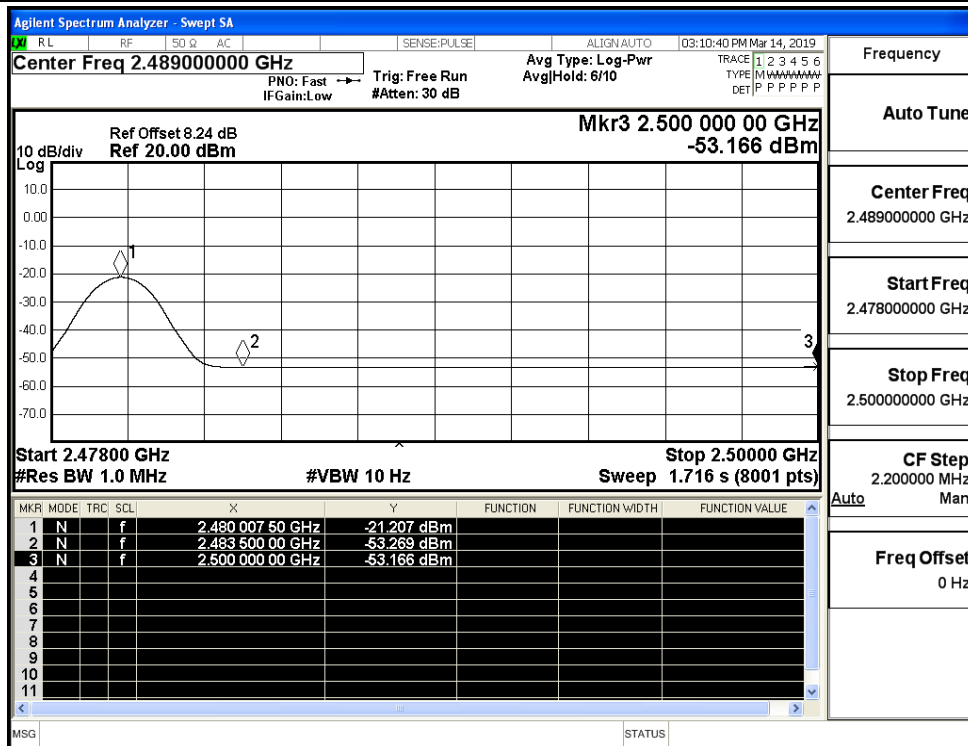 Agilent Spectrum Analyzer - Swept SA
LXI RL RF 50 Ω AC SENSE:PULSE ALIGN AUTO 03:10:40 PM Mar 14, 2019
Center Freq 2.489000000 GHz
PNO: Fast
IFGain:Low
Trig: Free Run
#Atten: 30 dB
Avg Type: Log-Pwr
Avg|Hold: 6/10
TRACE 1 2 3 4 5 6
TYPE M W W W W W
DET P P P P P P
Ref Offset 8.24 dB
10 dB/div Ref 20.00 dBm
Log
Mkr3 2.500 000 00 GHz
-53.166 dBm
10.0
0.00
-10.0
-20.0
-30.0
-40.0
-50.0
-60.0
-70.0
1
2
3
Start 2.47800 GHz Stop 2.50000 GHz
#Res BW 1.0 MHz #VBW 10 Hz Sweep 1.716 s (8001 pts)
MKR MODE TRC SCL X Y FUNCTION FUNCTION WIDTH FUNCTION VALUE
1 N f 2.480 007 50 GHz -21.207 dBm
2 N f 2.483 500 00 GHz -53.269 dBm
3 N f 2.500 000 00 GHz -53.166 dBm
4
5
6
7
8
9
10
11
MSG STATUS
Frequency
Auto Tune
Center Freq
2.489000000 GHz
Start Freq
2.478000000 GHz
Stop Freq
2.500000000 GHz
CF Step
2.200000 MHz
Auto Man
Freq Offset
0 Hz